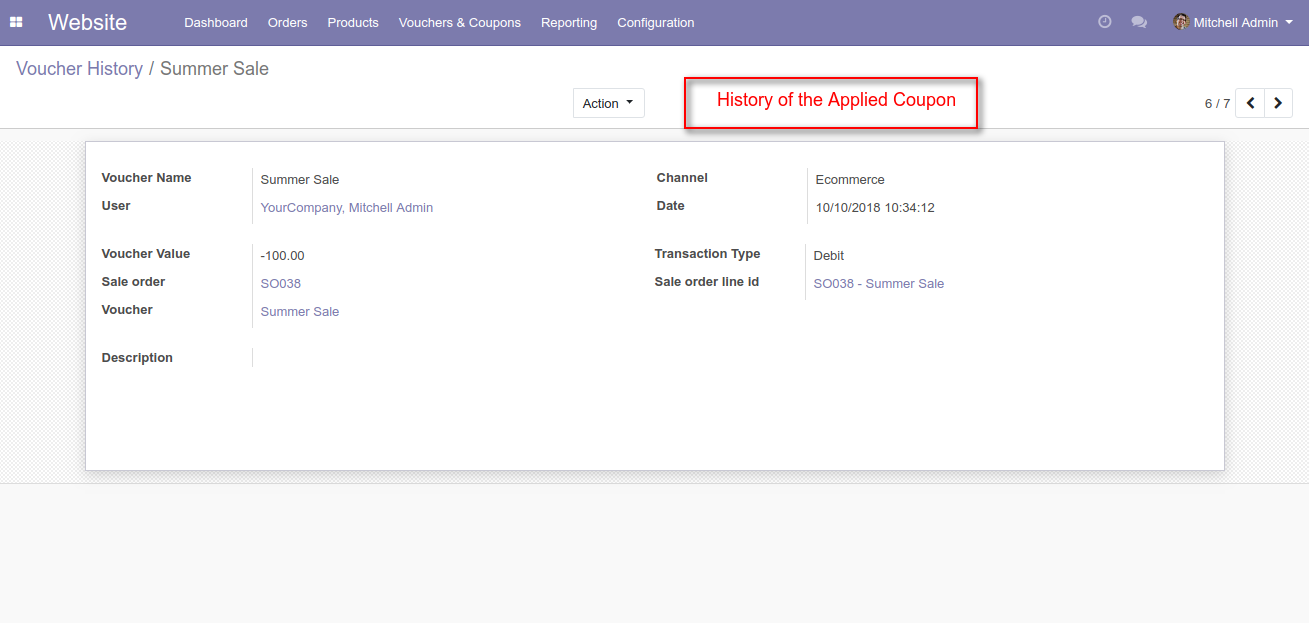 Website Dashboard Orders Products Vouchers & Coupons Reporting Configuration Mitchell Admin
Voucher History / Summer Sale
Action
History of the Applied Coupon
6 / 7
Voucher Name Summer Sale Channel Ecommerce
User YourCompany, Mitchell Admin Date 10/10/2018 10:34:12
Voucher Value -100.00 Transaction Type Debit
Sale order SO038 Sale order line id SO038 - Summer Sale
Voucher Summer Sale
Description